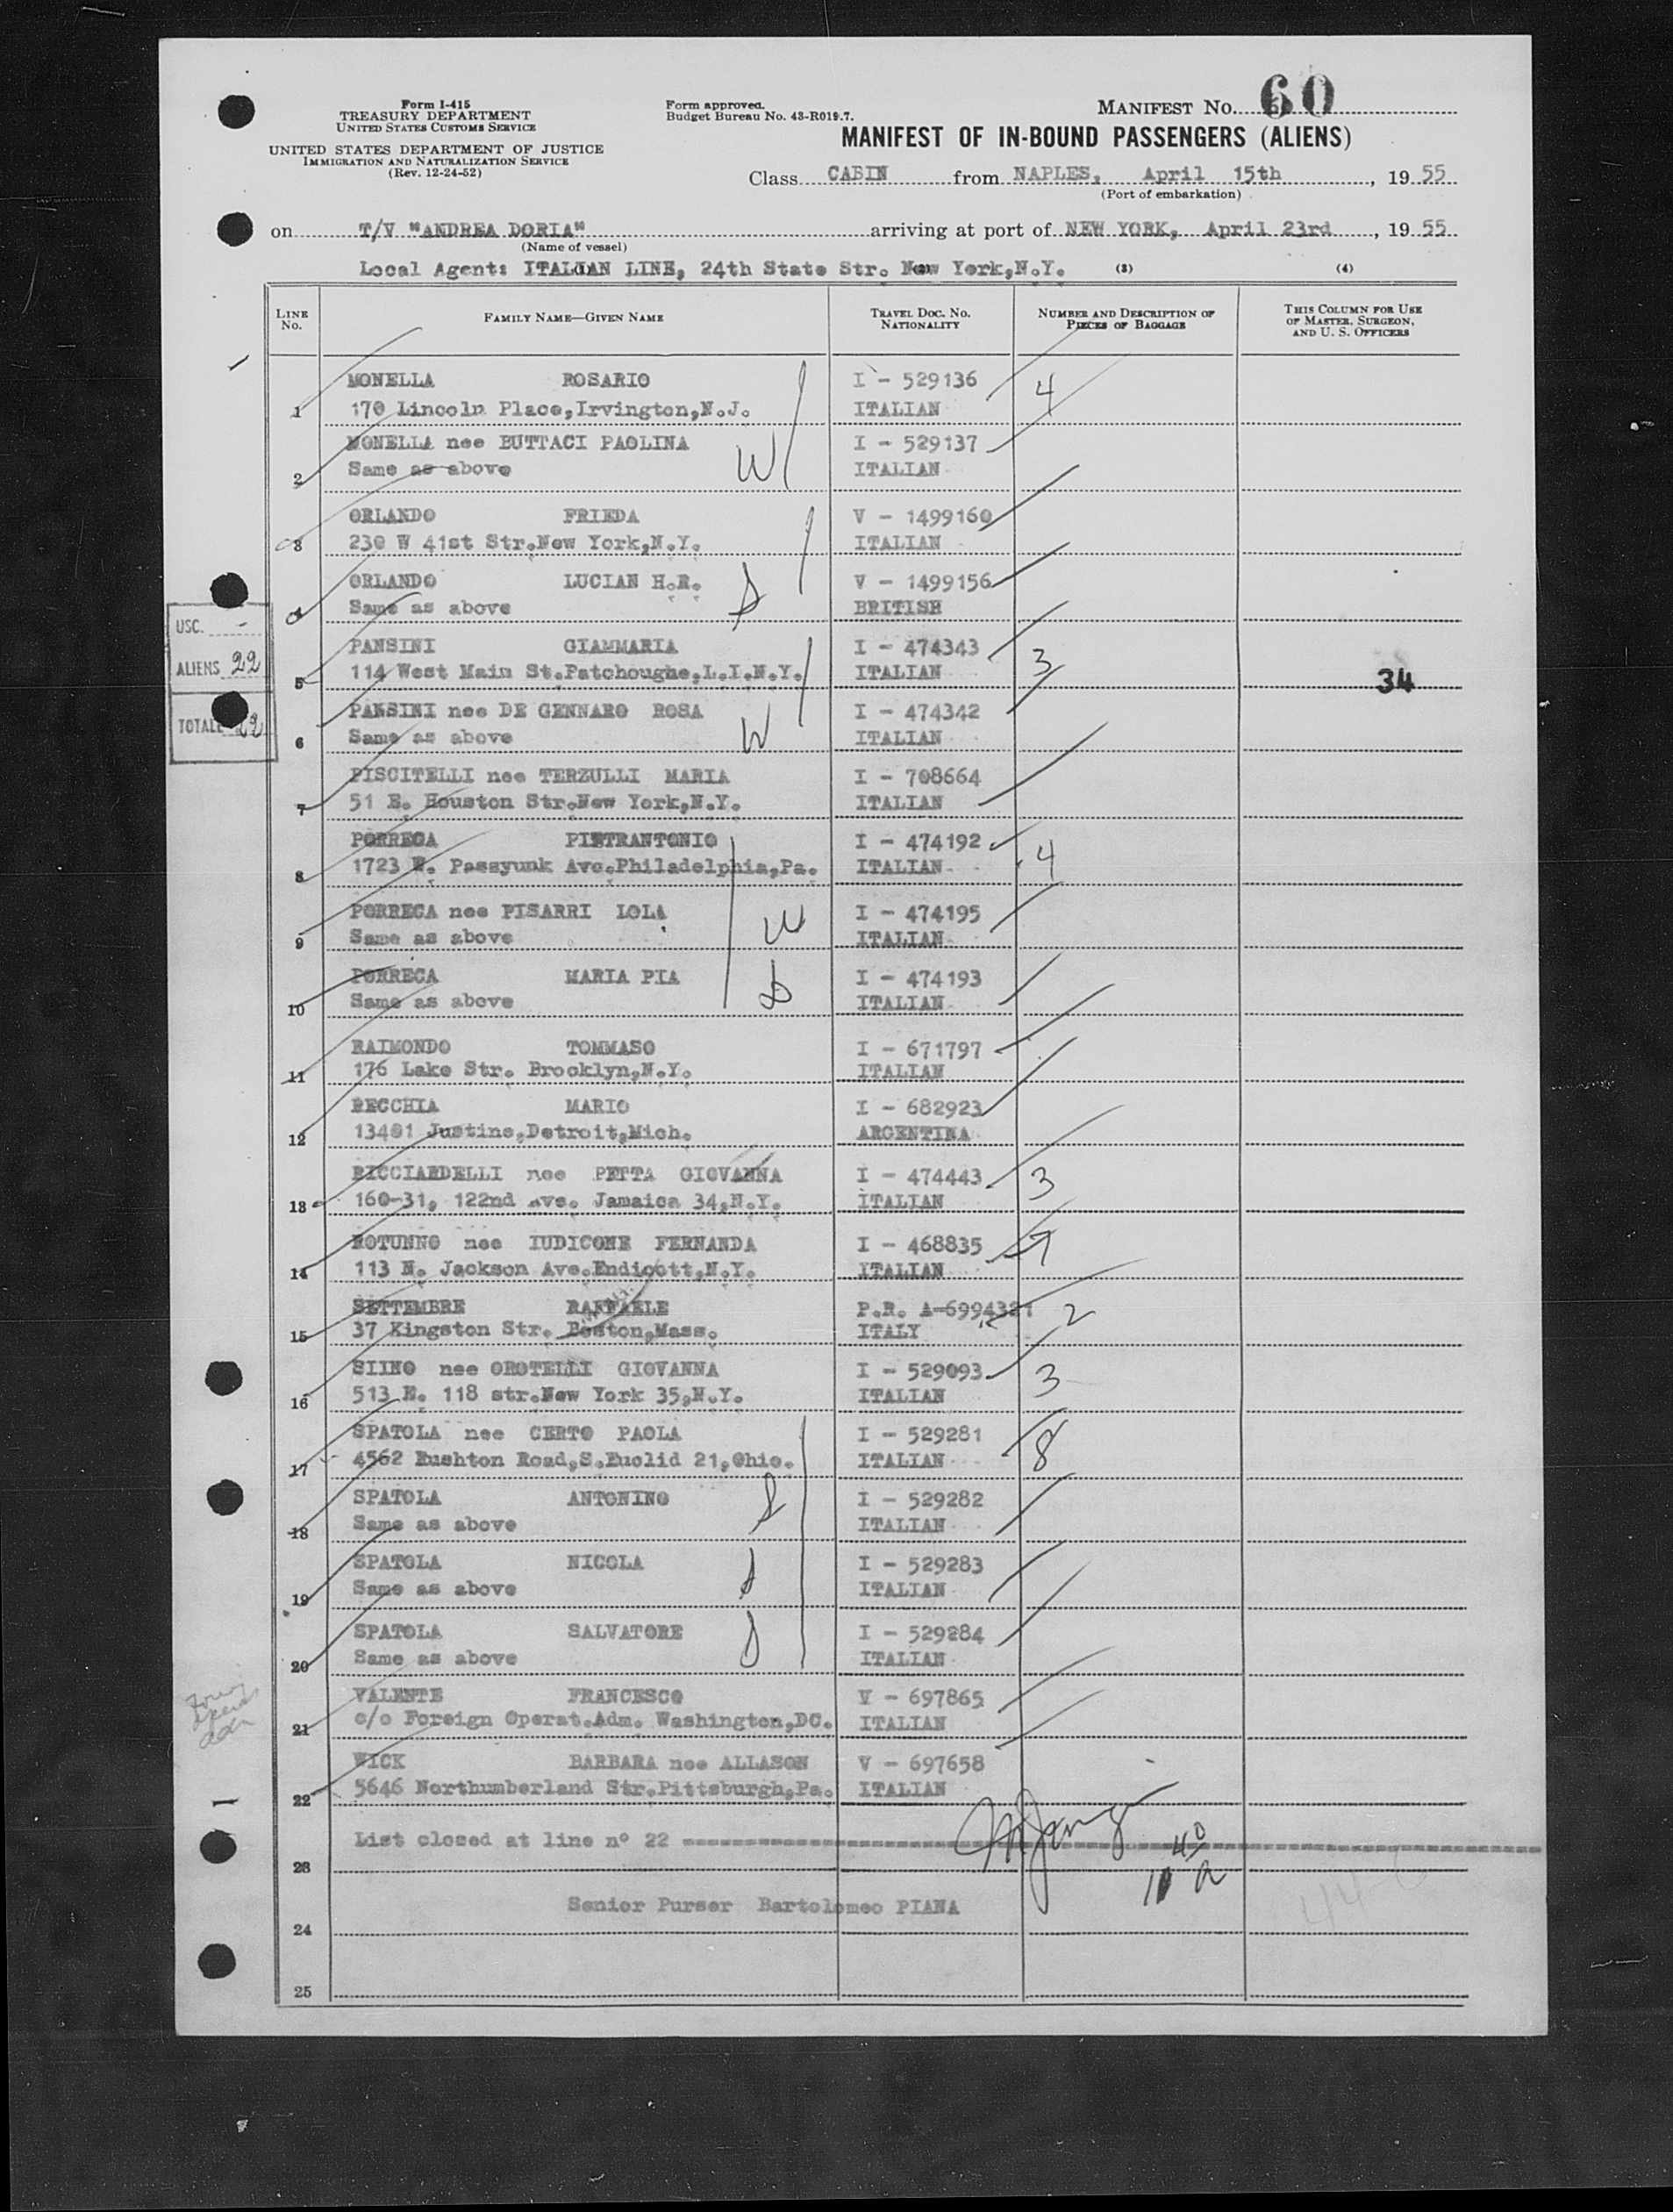 Form I-415
TREASURY DEPARTMENT
UNITED STATES CUSTOMS SERVICE
UNITED STATES DEPARTMENT OF JUSTICE
IMMIGRATION AND NATURALIZATION SERVICE
(Rev. 12-24-52)
Form approved.
Budget Bureau No. 43-R019.7.
MANIFEST NO. 60
MANIFEST OF IN-BOUND PASSENGERS (ALIENS)
Class CABIN from NAPLES, April 15th, 1955
(Port of embarkation)
on T/V "ANDREA DORIA" arriving at port of NEW YORK, April 23rd, 1955
(Name of vessel)
Local Agent: ITALIAN LINE, 24th State Str. New York,N.Y. (3) (4)
LINE NO. FAMILY NAME—GIVEN NAME TRAVEL DOC. NO. NATIONALITY NUMBER AND DESCRIPTION OF PIECES OF BAGGAGE THIS COLUMN FOR USE OF MASTER, SURGEON, AND U. S. OFFICERS
MONELLA ROSARIO I - 529136 4
1 170 Lincoln Place,Irvington,N.J. ITALIAN
MONELLA nee BUTTACI PAOLINA W I - 529137
2 Same as above ITALIAN
ORLANDO FRIEDA V - 1499160
3 230 W 41st Str.New York,N.Y. ITALIAN
ORLANDO LUCIAN H.R. S V - 1499156
4 Same as above BRITISH
USC. -
ALIENS 22
TOTAL 22
PANSINI GIAMMARIA I - 474343 3
5 114 West Main St.Patchoughe,L.I.N.Y. ITALIAN 34
PANSINI nee DE GENNARO ROSA W I - 474342
6 Same as above ITALIAN
PISCITELLI nee TERZULLI MARIA I - 708664
7 51 E. Houston Str.New York,N.Y. ITALIAN
PORRECA PIETRANTONIO I - 474192 4
8 1723 E. Passyunk Ave.Philadelphia,Pa. ITALIAN
PORRECA nee PISARRI LOLA W I - 474195
9 Same as above ITALIAN
PORRECA MARIA PIA D I - 474193
10 Same as above ITALIAN
RAIMONDO TOMMASO I - 671797
11 176 Lake Str. Brooklyn,N.Y. ITALIAN
RECCHIA MARIO I - 682923
12 13401 Justine,Detroit,Mich. ARGENTINA
RICCIARDELLI nee PETTA GIOVANNA I - 474443 3
13 160-31, 122nd Ave. Jamaica 34,N.Y. ITALIAN
ROTUNNO nee IUDICONE FERNANDA I - 468835 7
14 113 N. Jackson Ave.Endicott,N.Y. ITALIAN
SETTEMBRE RAFFAELE P.R. A-6994321 2
15 37 Kingston Str. Boston,Mass. ITALY
SIINO nee OROTELLI GIOVANNA I - 529093 3
16 513 E. 118 str.New York 35,N.Y. ITALIAN
SPATOLA nee CERTO PAOLA I - 529281 8
17 4562 Rushton Road,S.Euclid 21,Ohio. ITALIAN
SPATOLA ANTONINO S I - 529282
18 Same as above ITALIAN
SPATOLA NICOLA S I - 529283
19 Same as above ITALIAN
SPATOLA SALVATORE S I - 529284
20 Same as above ITALIAN
VALENTE FRANCESCO V - 697865
21 c/o Foreign Operat.Adm. Washington,DC. ITALIAN
WICK BARBARA nee ALLASON V - 697658
22 5646 Northumberland Str.Pittsburgh,Pa. ITALIAN
List closed at line n° 22
23
Senior Purser Bartolomeo PIANA
24
25